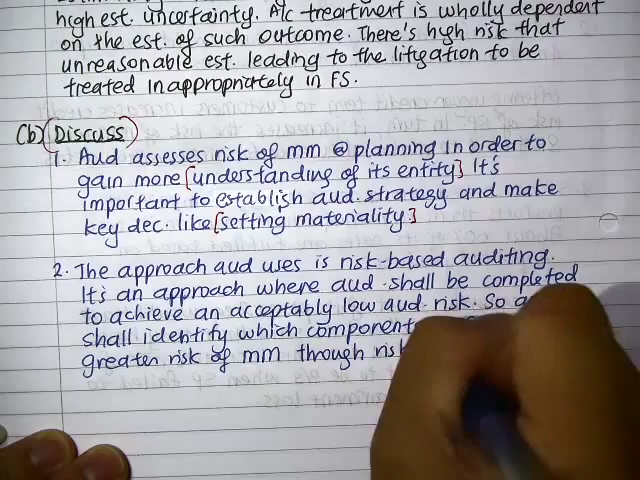 high est. uncertainty. A/c treatment is wholly dependent
on the est. of such outcome. There's high risk that
unreasonable est. leading to the litigation to be
treated inappropriately in FS.
(b) Discuss
1. Aud assesses risk of mm @ planning in order to
gain more [understanding of its entity] It's
important to establish aud. strategy and make
key dec. like [setting materiality.]
2. The approach aud uses is risk-based auditing.
It's an approach where aud. shall be completed
to achieve an acceptably low aud. risk. So
shall identify which component
greater risk of mm through risk